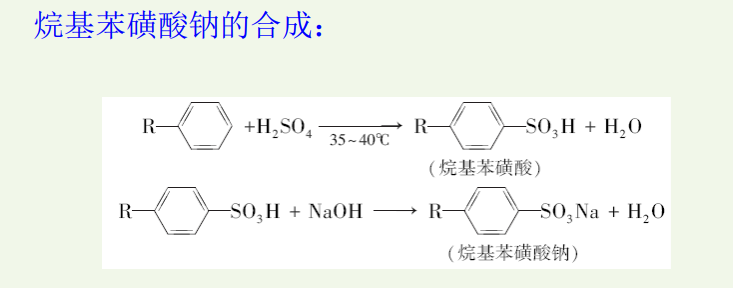 烷基苯磺酸钠的合成：
R— +H₂SO₄ ⟶ R— —SO₃H + H₂O
35~40℃
(烷基苯磺酸)
R— —SO₃H + NaOH ⟶ R— —SO₃Na + H₂O
(烷基苯磺酸钠)